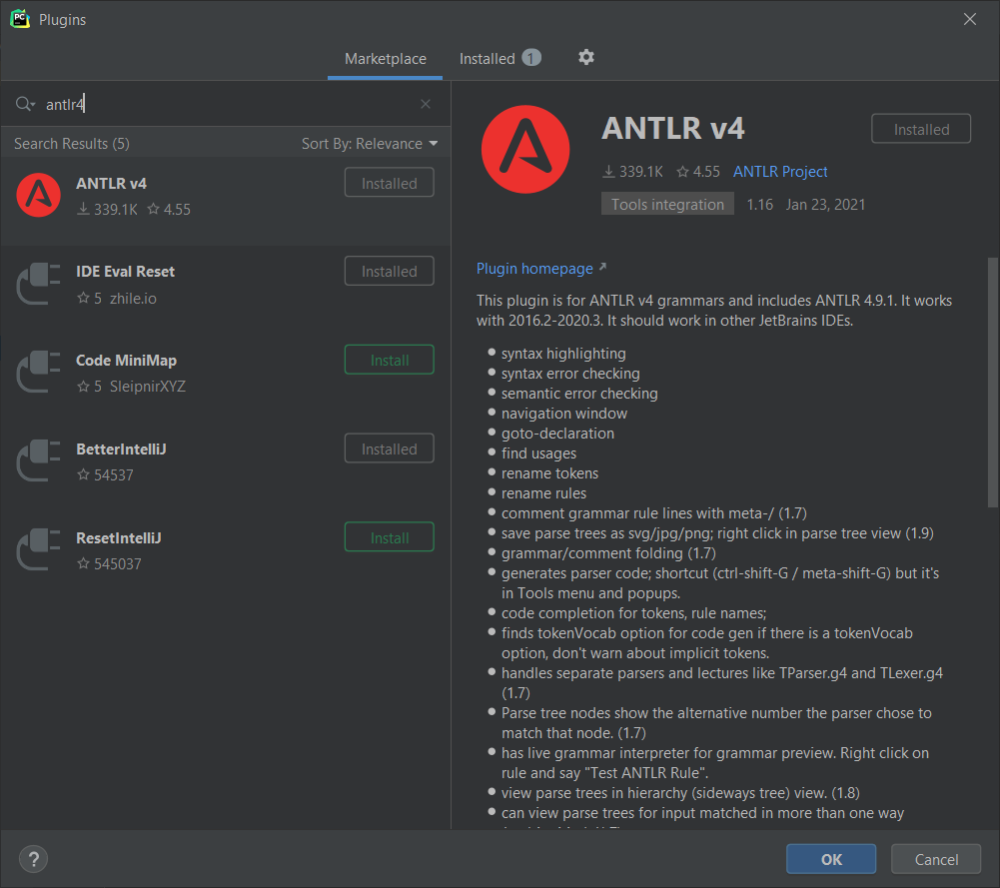 PC
Plugins
Marketplace
Installed 1
antlr4
Search Results (5)
Sort By: Relevance
ANTLR v4
339.1K 4.55
Installed
IDE Eval Reset
5 zhile.io
Installed
Code MiniMap
5 SleipnirXYZ
Install
BetterIntelliJ
54537
Installed
ResetIntelliJ
545037
Install
ANTLR v4
Installed
339.1K 4.55 ANTLR Project
Tools integration 1.16 Jan 23, 2021
Plugin homepage
This plugin is for ANTLR v4 grammars and includes ANTLR 4.9.1. It works
with 2016.2-2020.3. It should work in other JetBrains IDEs.
syntax highlighting
syntax error checking
semantic error checking
navigation window
goto-declaration
find usages
rename tokens
rename rules
comment grammar rule lines with meta-/ (1.7)
save parse trees as svg/jpg/png; right click in parse tree view (1.9)
grammar/comment folding (1.7)
generates parser code; shortcut (ctrl-shift-G / meta-shift-G) but it's
in Tools menu and popups.
code completion for tokens, rule names;
finds tokenVocab option for code gen if there is a tokenVocab
option, don't warn about implicit tokens.
handles separate parsers and lectures like TParser.g4 and TLexer.g4
(1.7)
Parse tree nodes show the alternative number the parser chose to
match that node. (1.7)
has live grammar interpreter for grammar preview. Right click on
rule and say "Test ANTLR Rule".
view parse trees in hierarchy (sideways tree) view. (1.8)
can view parse trees for input matched in more than one way
?
OK
Cancel